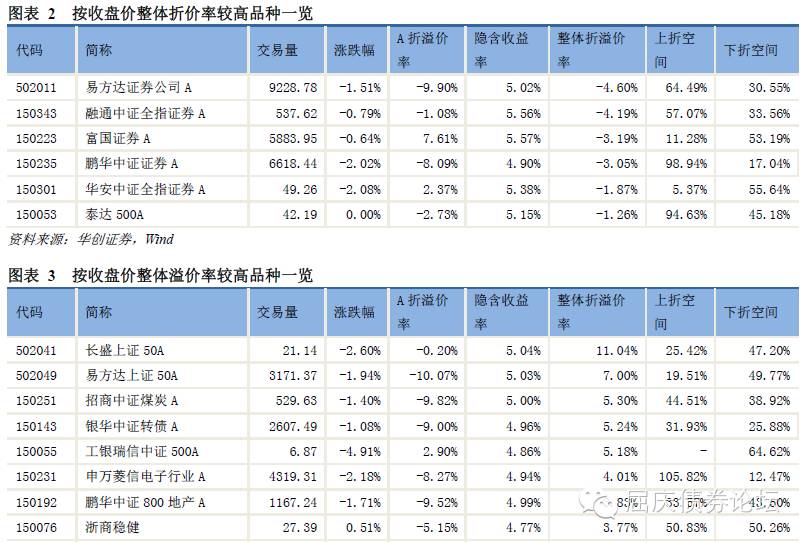 图表 2 按收盘价整体折价率较高品种一览
代码 简称 交易量 涨跌幅 A 折溢价率 隐含收益率 整体折溢价率 上折空间 下折空间
502011 易方达证券公司 A 9228.78 -1.51% -9.90% 5.02% -4.60% 64.49% 30.55%
150343 融通中证全指证券 A 537.62 -0.79% -1.08% 5.56% -4.19% 57.07% 33.56%
150223 富国证券 A 5883.95 -0.64% 7.61% 5.57% -3.19% 11.28% 53.19%
150235 鹏华中证证券 A 6618.44 -2.02% -8.09% 4.90% -3.05% 98.94% 17.04%
150301 华安中证全指证券 A 49.26 -2.08% 2.37% 5.38% -1.87% 5.37% 55.64%
150053 泰达 500A 42.19 0.00% -2.73% 5.15% -1.26% 94.63% 45.18%
资料来源：华创证券，Wind
图表 3 按收盘价整体溢价率较高品种一览
代码 简称 交易量 涨跌幅 A 折溢价率 隐含收益率 整体折溢价率 上折空间 下折空间
502041 长盛上证 50A 21.14 -2.60% -0.20% 5.04% 11.04% 25.42% 47.20%
502049 易方达上证 50A 3171.37 -1.94% -10.07% 5.03% 7.00% 19.51% 49.77%
150251 招商中证煤炭 A 529.63 -1.40% -9.82% 5.00% 5.30% 44.51% 38.92%
150143 银华中证转债 A 2607.49 -1.08% -9.00% 4.96% 5.24% 31.93% 25.88%
150055 工银瑞信中证 500A 6.87 -4.91% 2.90% 4.86% 5.18% - 64.62%
150231 申万菱信电子行业 A 4319.31 -2.18% -8.27% 4.94% 4.01% 105.82% 12.47%
150192 鹏华中证 800 地产 A 1167.24 -1.71% -9.52% 4.99%
150076 浙商稳健 27.39 0.51% -5.15% 4.77% 3.77% 50.83% 50.26%
屈庆债券论坛